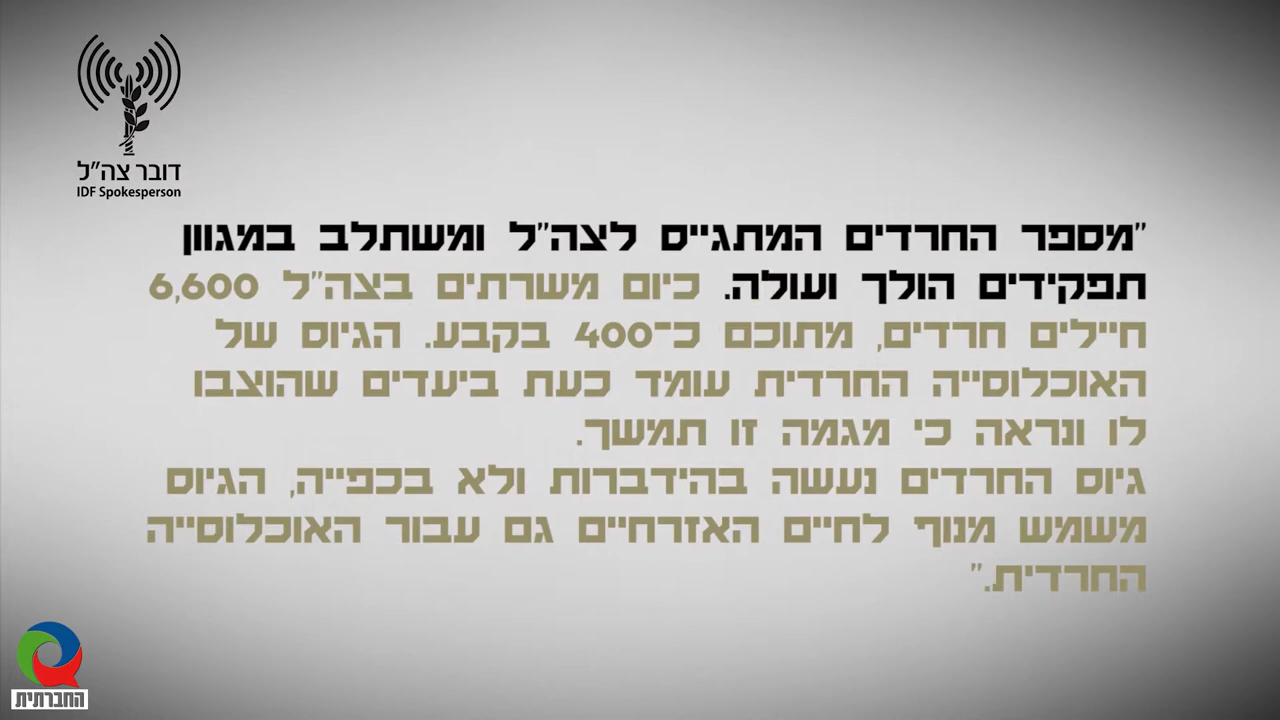 דובר צה"ל
IDF Spokesperson
"מספר החרדים המתגייס לצה"ל ומשתלב במגוון
תפקידים הולך ועולה. כיום משרתים בצה"ל 6,600
חיילים חרדים, מתוכם כ-400 בקבע. הגיוס של
האוכלוסייה החרדית עומד כעת ביעדים שהוצבו
לו ונראה כי מגמה זו תמשך.
גיוס החרדים נעשה בהידברות ולא בכפייה, הגיוס
משמש מנוף לחיים האזרחיים גם עבור האוכלוסייה
החרדית."
החברתית